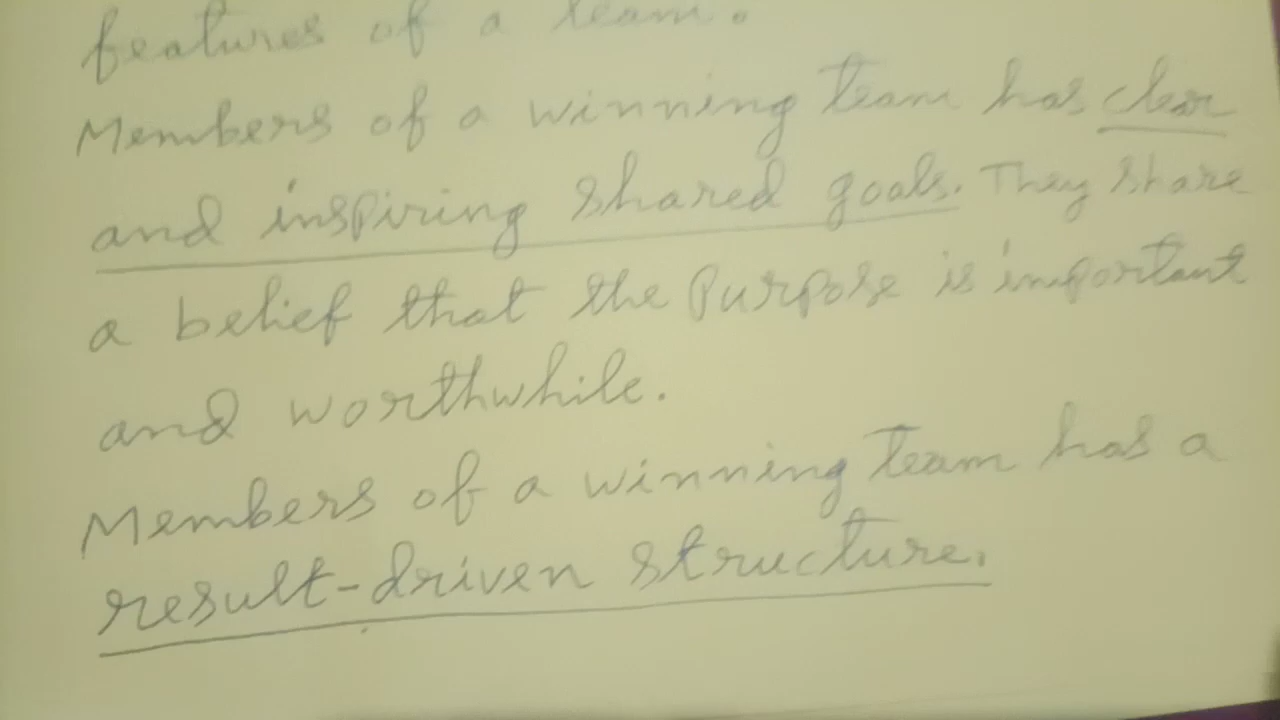 features of a team.
Members of a winning team has clear
and inspiring shared goals. They share
a belief that the purpose is important
and worthwhile.
Members of a winning team has a
result-driven structure.